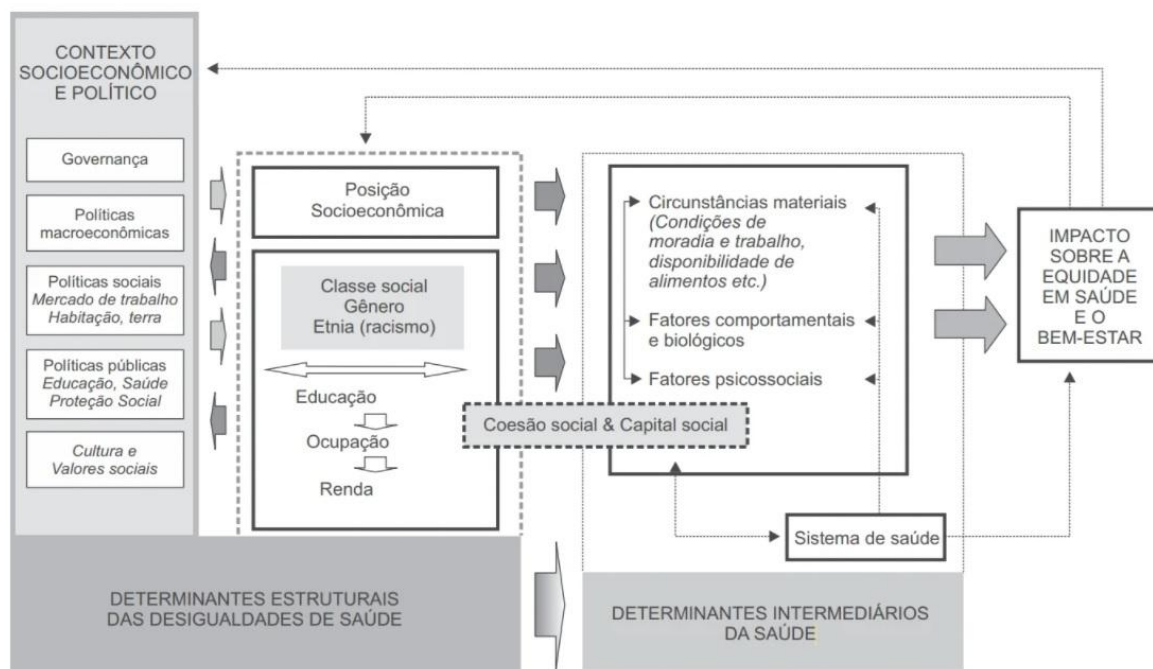 CONTEXTO
SOCIOECONÔMICO
E POLÍTICO
Governança
Políticas
macroeconômicas
Políticas sociais
Mercado de trabalho
Habitação, terra
Políticas públicas
Educação, Saúde
Proteção Social
Cultura e
Valores sociais
Posição
Socioeconômica
Classe social
Gênero
Etnia (racismo)
Educação
Ocupação
Renda
Coesão social & Capital social
Circunstâncias materiais
(Condições de
moradia e trabalho,
disponibilidade de
alimentos etc.)
Fatores comportamentais
e biológicos
Fatores psicossociais
Sistema de saúde
IMPACTO
SOBRE A
EQUIDADE
EM SAÚDE
E O
BEM-ESTAR
DETERMINANTES ESTRUTURAIS
DAS DESIGUALDADES DE SAÚDE
DETERMINANTES INTERMEDIÁRIOS
DA SAÚDE